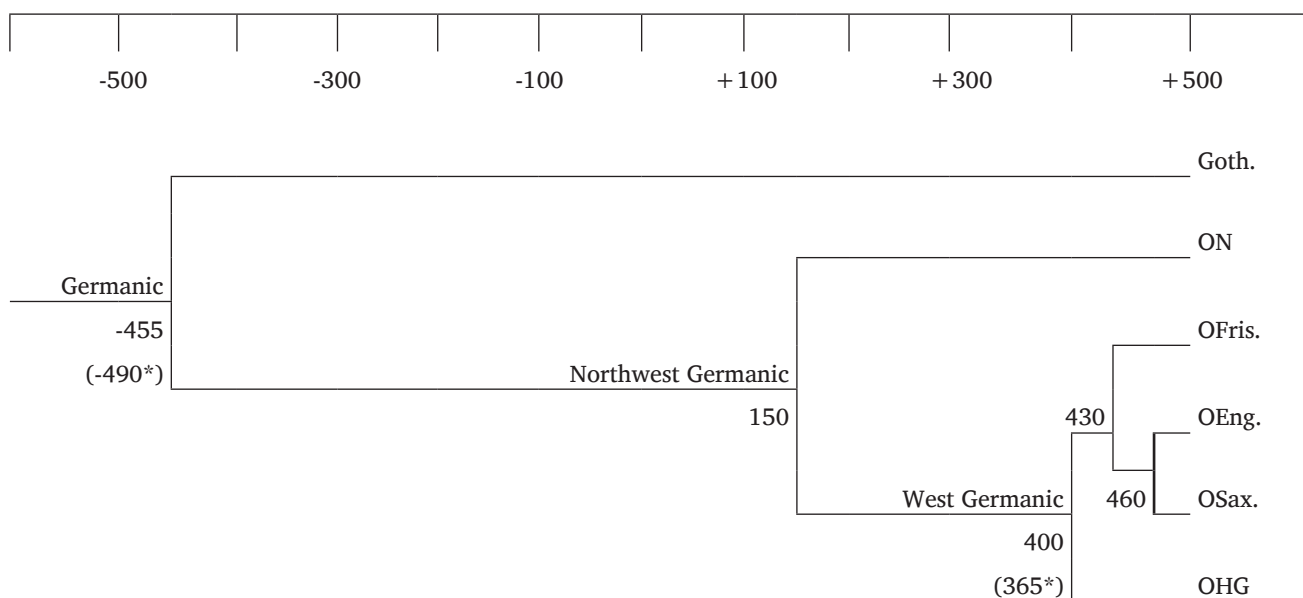 -500 -300 -100 +100 +300 +500
Goth.
ON
Germanic
-455
OFris.
(-490*)
Northwest Germanic
150
430
OEng.
West Germanic
460
OSax.
400
(365*)
OHG